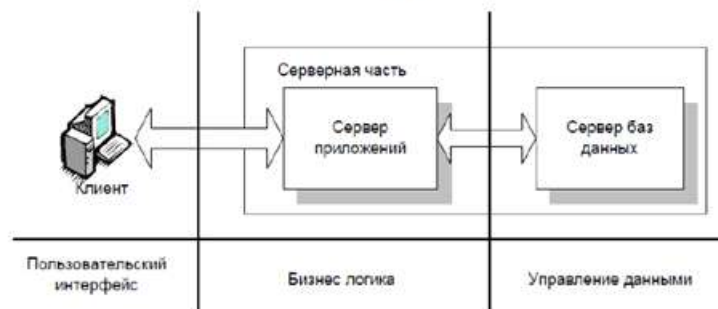 Серверная часть
Сервер
приложений
Сервер баз
данных
Клиент
Пользовательский
интерфейс
Бизнес логика
Управление данными